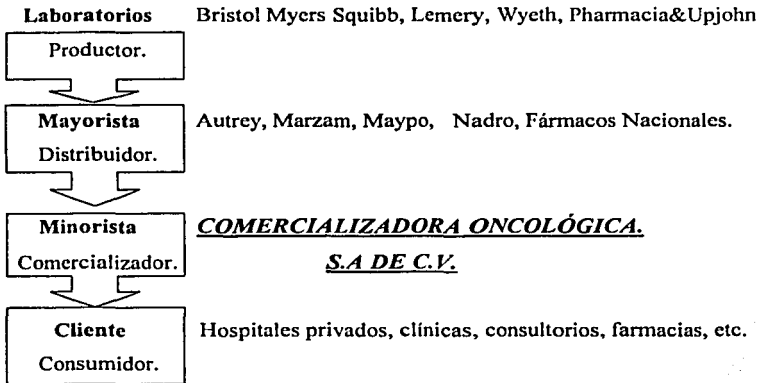 Laboratorios Bristol Myers Squibb, Lemery, Wyeth, Pharmacia&Upjohn
Productor.
Mayorista Autrey, Marzam, Maypo, Nadro, Fármacos Nacionales.
Distribuidor.
Minorista COMERCIALIZADORA ONCOLÓGICA.
Comercializador. S.A DE C.V.
Cliente Hospitales privados, clínicas, consultorios, farmacias, etc.
Consumidor.